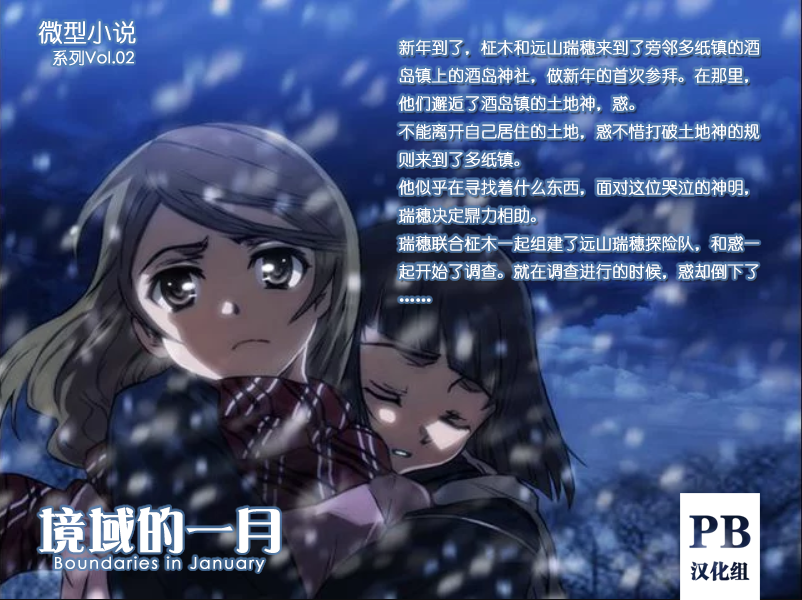 微型小说
系列Vol.02
新年到了，柾木和远山瑞穗来到了旁邻多纸镇的酒
岛镇上的酒岛神社，做新年的首次参拜。在那里，
他们邂逅了酒岛镇的土地神，惑。
不能离开自己居住的土地，惑不惜打破土地神的规
则来到了多纸镇。
他似乎在寻找着什么东西，面对这位哭泣的神明，
瑞穗决定鼎力相助。
瑞穗联合柾木一起组建了远山瑞穗探险队，和惑一
起开始了调查。就在调查进行的时候，惑却倒下了
……
境域的一月
Boundaries in January
PB
汉化组